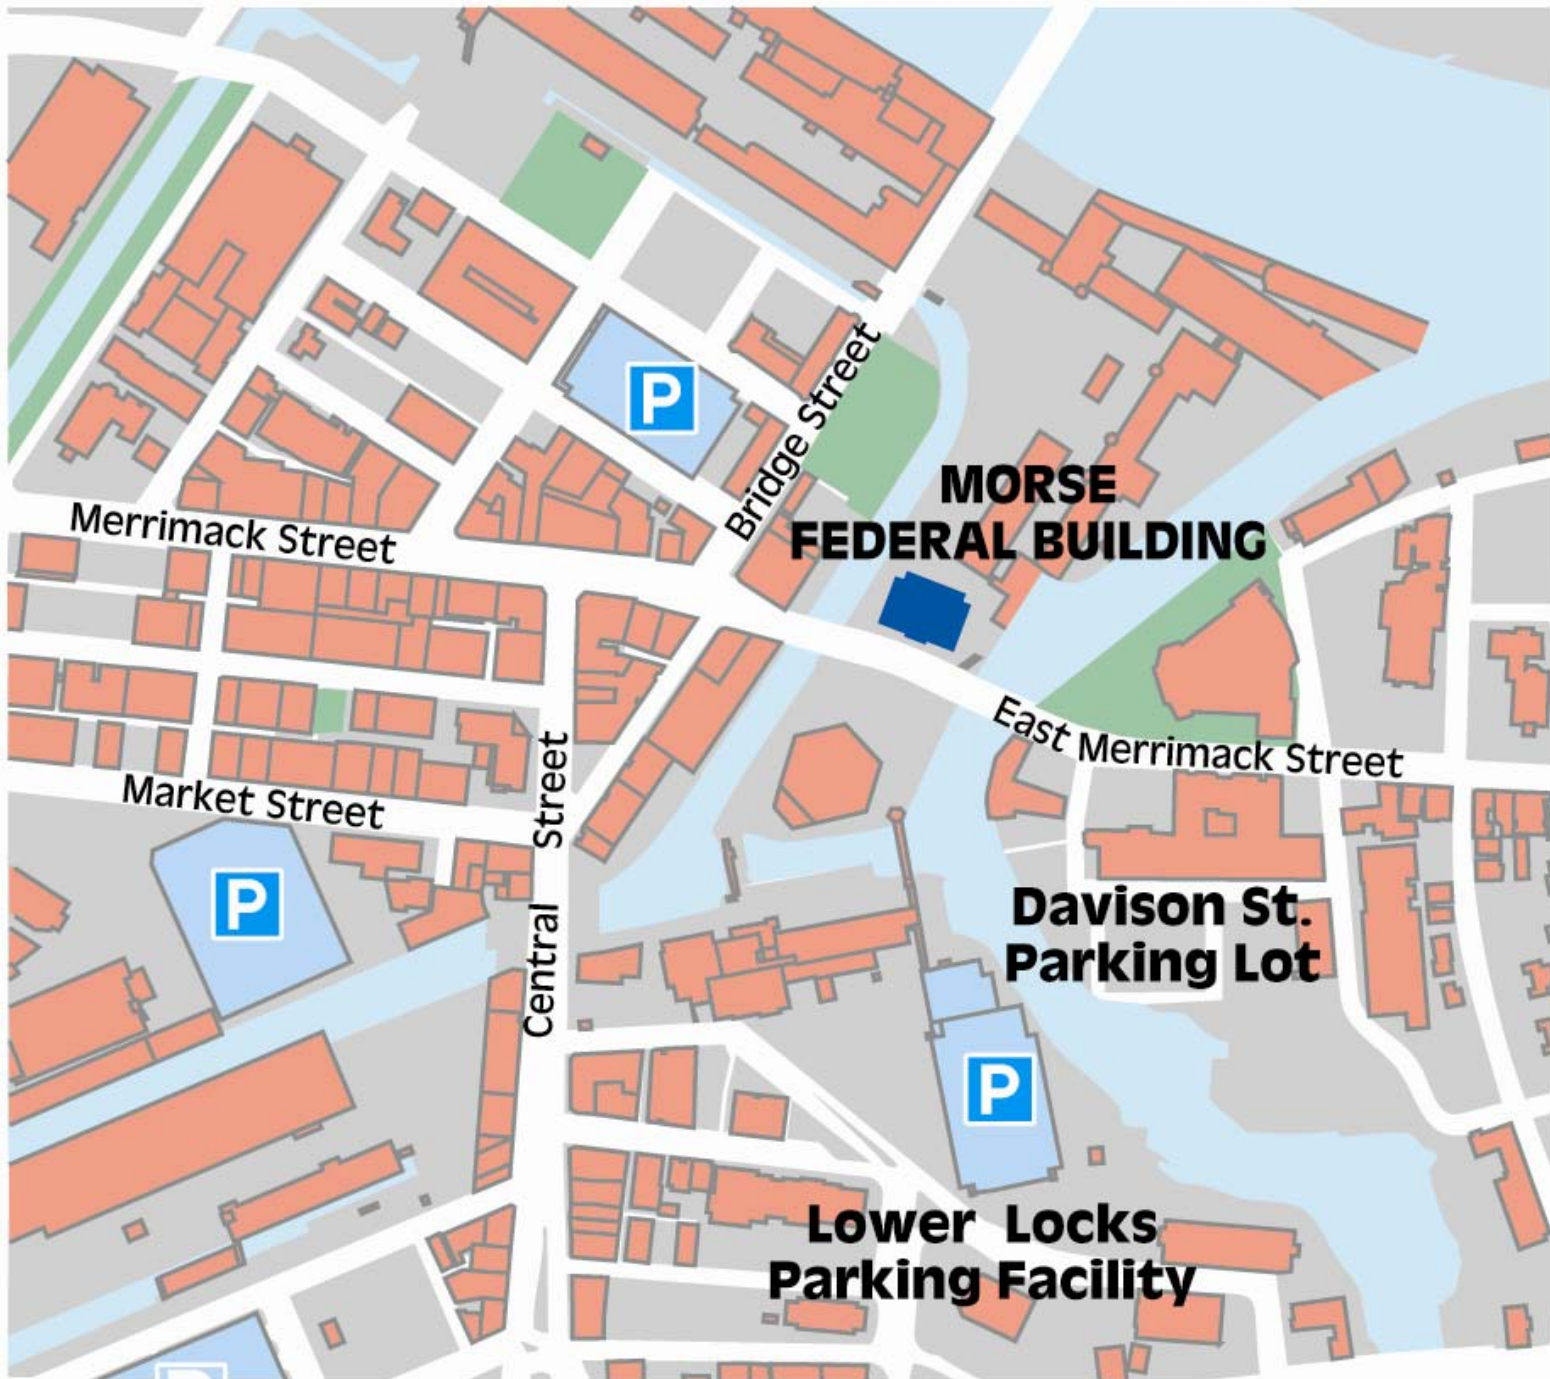 Bridge Street
MORSE
FEDERAL BUILDING
Merrimack Street
East Merrimack Street
Market Street
Central Street
P
P
P
Davison St.
Parking Lot
P
Lower Locks
Parking Facility
P